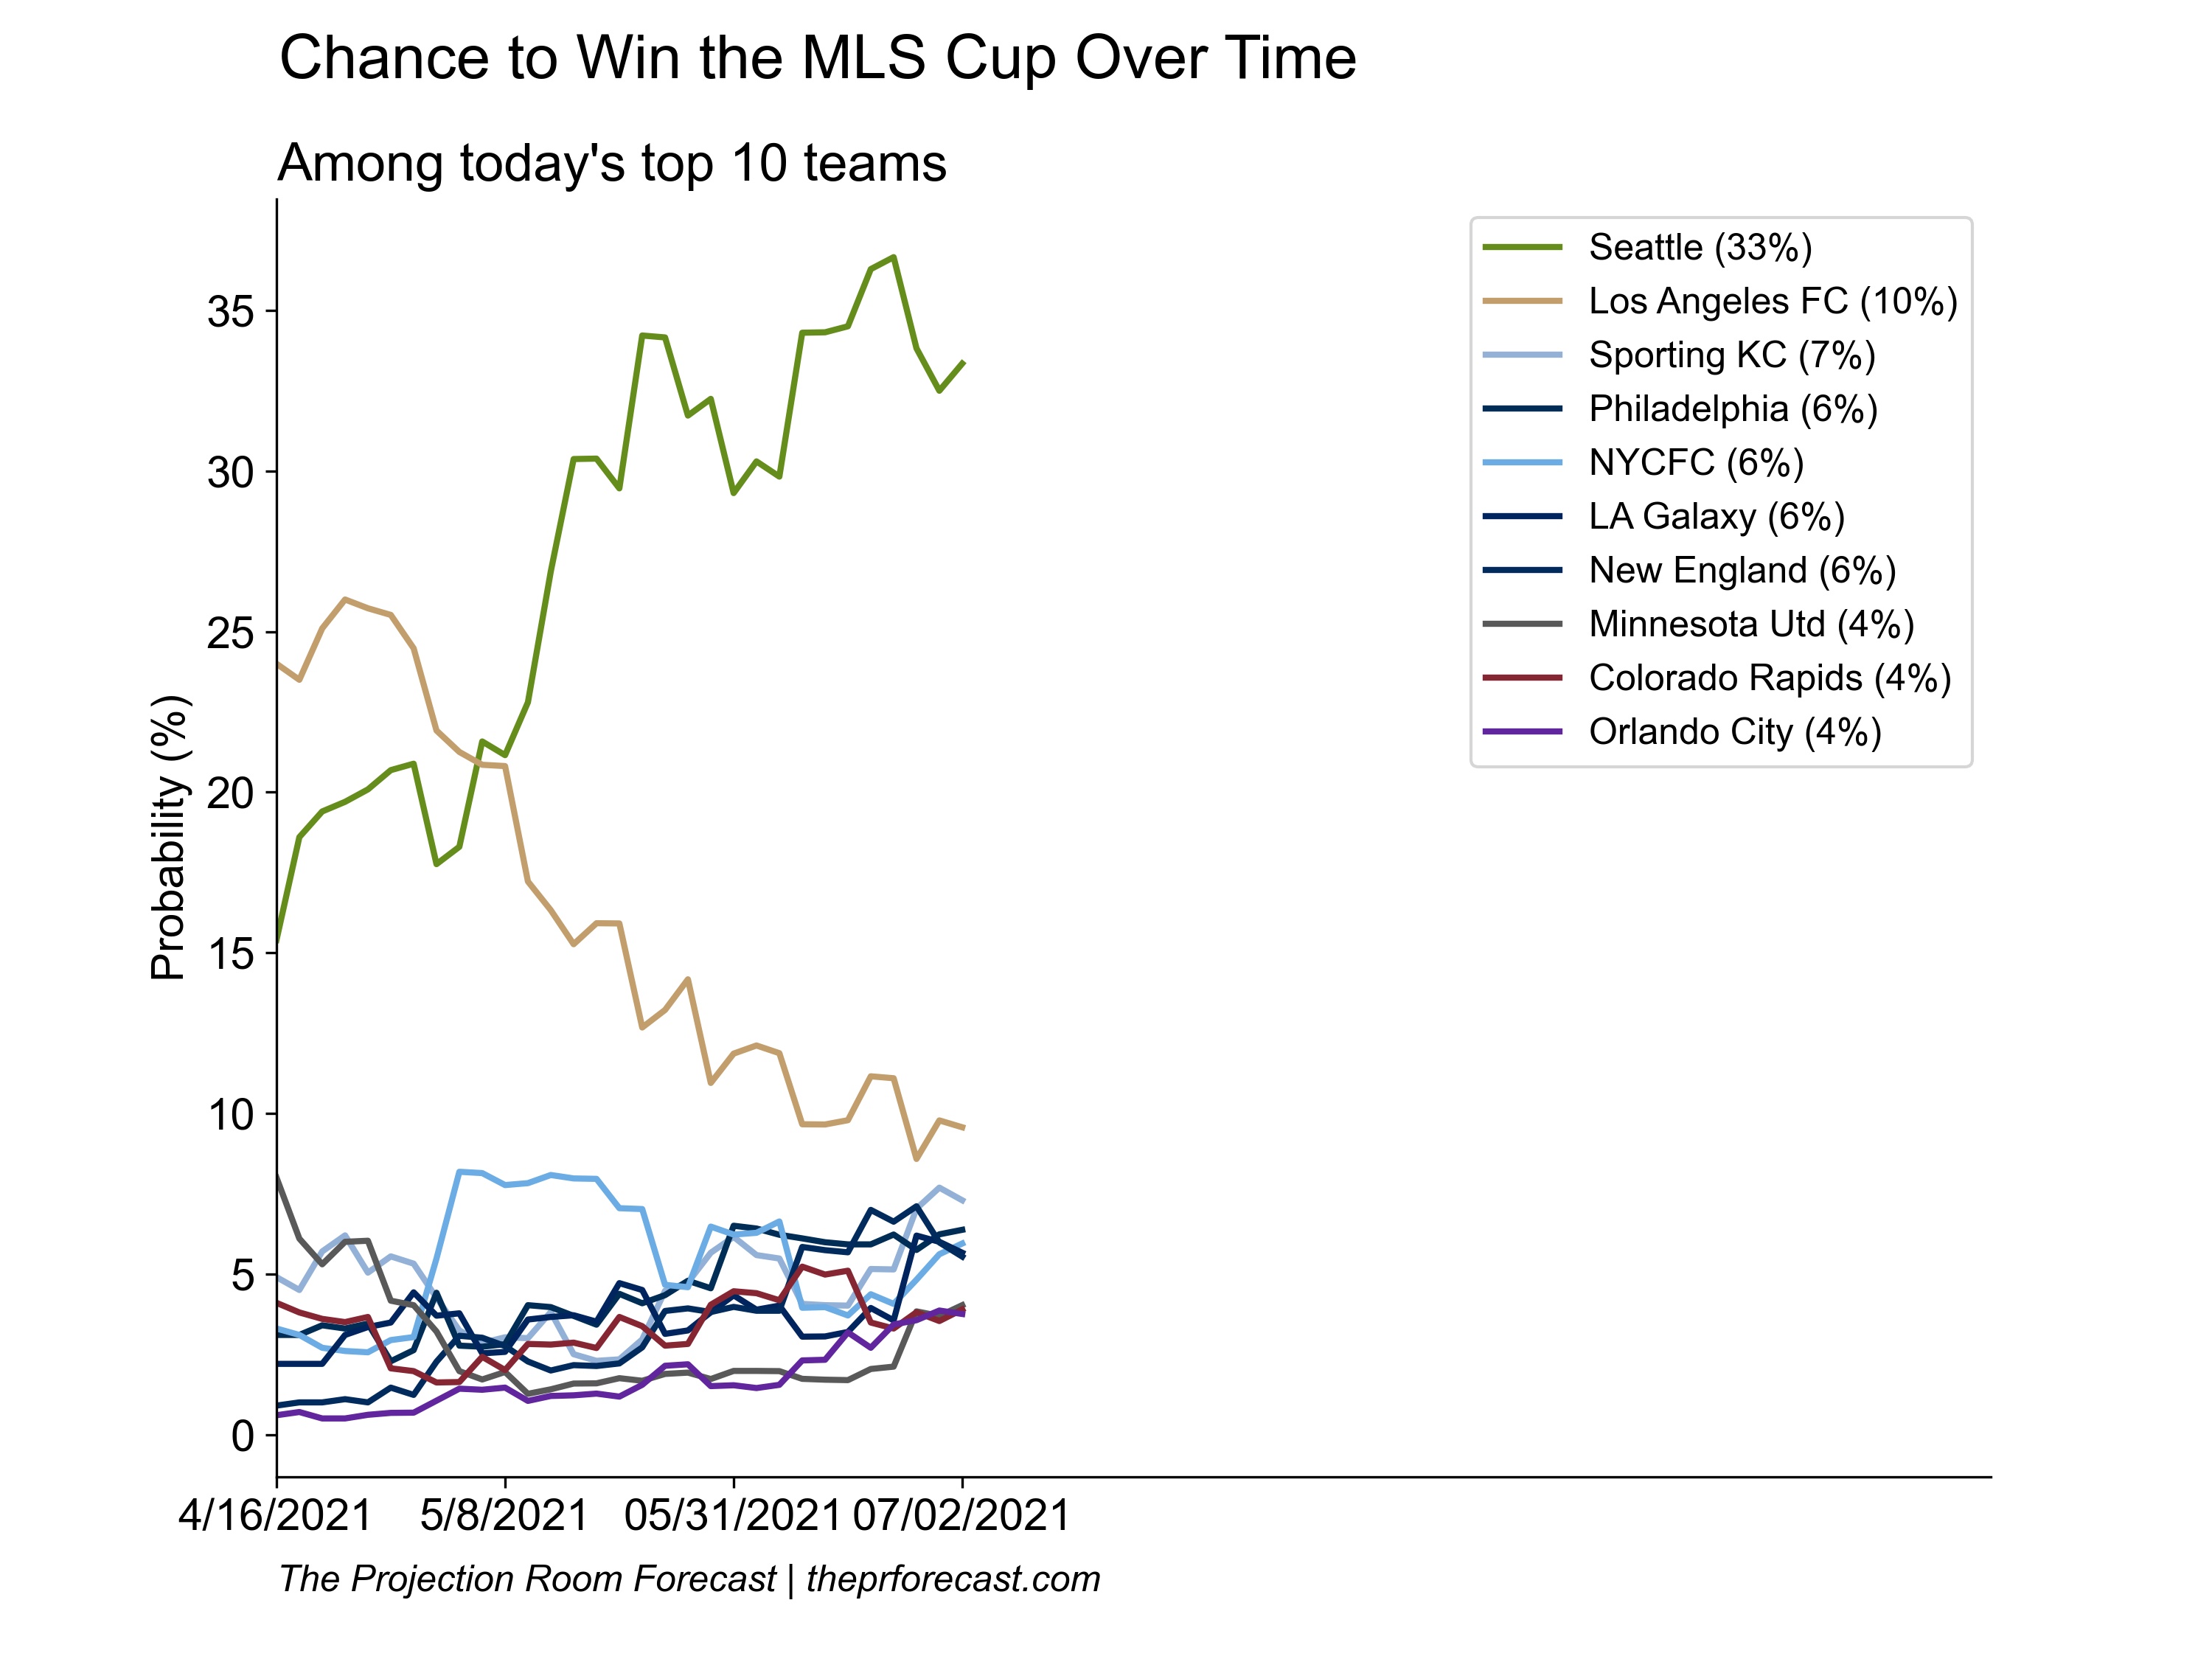 Chance to Win the MLS Cup Over Time
Among today's top 10 teams
Seattle (33%)
Los Angeles FC (10%)
Sporting KC (7%)
Philadelphia (6%)
NYCFC (6%)
LA Galaxy (6%)
New England (6%)
Minnesota Utd (4%)
Colorado Rapids (4%)
Orlando City (4%)
Probability (%)
35
30
25
20
15
10
5
0
4/16/2021 5/8/2021 05/31/2021 07/02/2021
The Projection Room Forecast | theprforecast.com